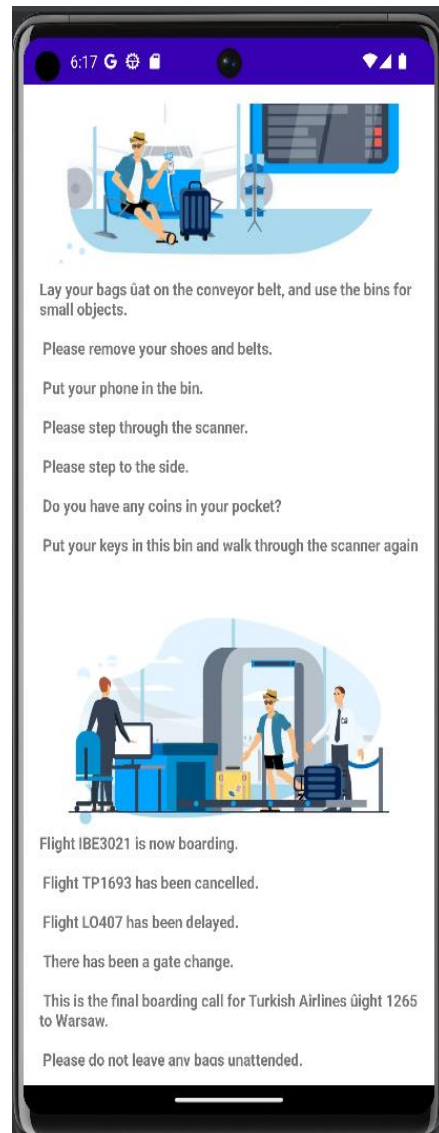 6:17 G
Lay your bags ûat on the conveyor belt, and use the bins for
small objects.
Please remove your shoes and belts.
Put your phone in the bin.
Please step through the scanner.
Please step to the side.
Do you have any coins in your pocket?
Put your keys in this bin and walk through the scanner again
Flight IBE3021 is now boarding.
Flight TP1693 has been cancelled.
Flight LO407 has been delayed.
There has been a gate change.
This is the final boarding call for Turkish Airlines ûight 1265
to Warsaw.
Please do not leave any bags unattended.